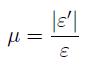 μ = |ε′| / ε